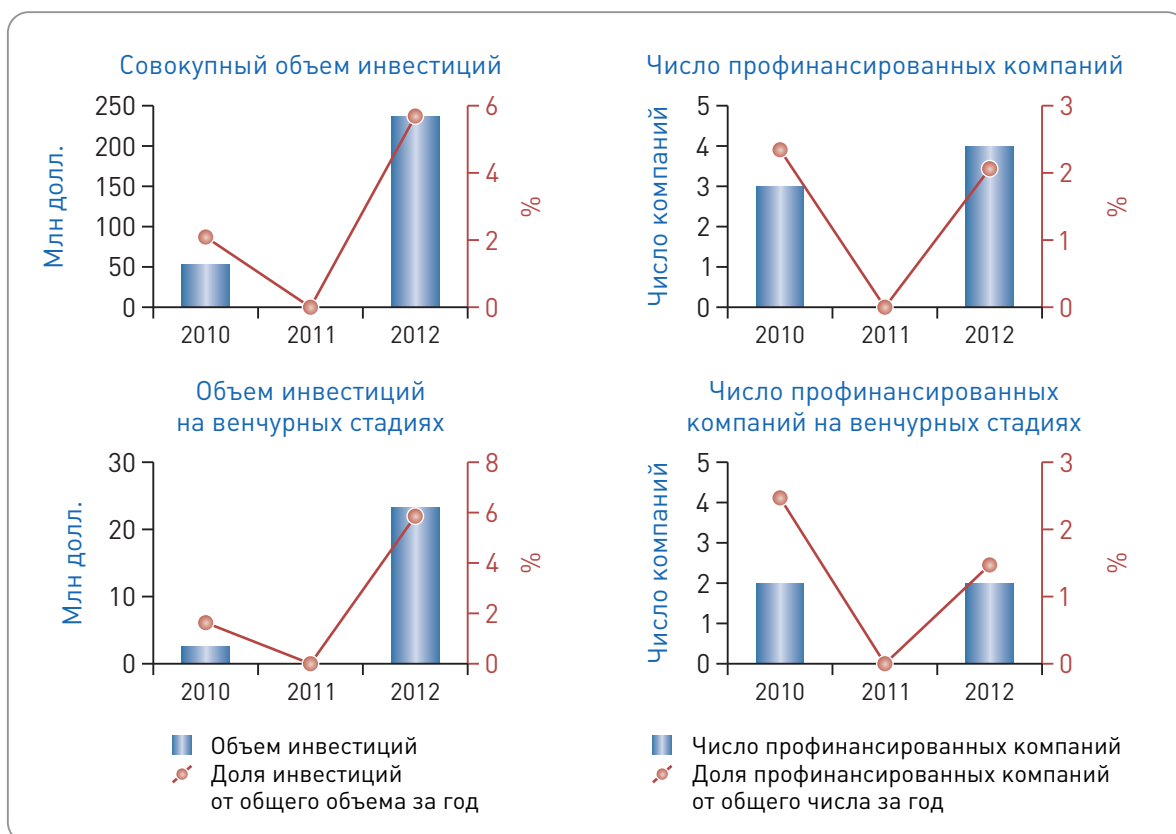 Совокупный объем инвестиций
Млн долл.
250
200
150
100
50
0
6
4
2
0
%
2010 2011 2012
Число профинансированных компаний
Число компаний
5
4
3
2
1
0
3
2
1
0
%
2010 2011 2012
Объем инвестиций
на венчурных стадиях
Млн долл.
30
20
10
0
8
6
4
2
0
%
2010 2011 2012
Число профинансированных
компаний на венчурных стадиях
Число компаний
5
4
3
2
1
0
3
2
1
0
%
2010 2011 2012
Объем инвестиций
Доля инвестиций
от общего объема за год
Число профинансированных компаний
Доля профинансированных компаний
от общего числа за год